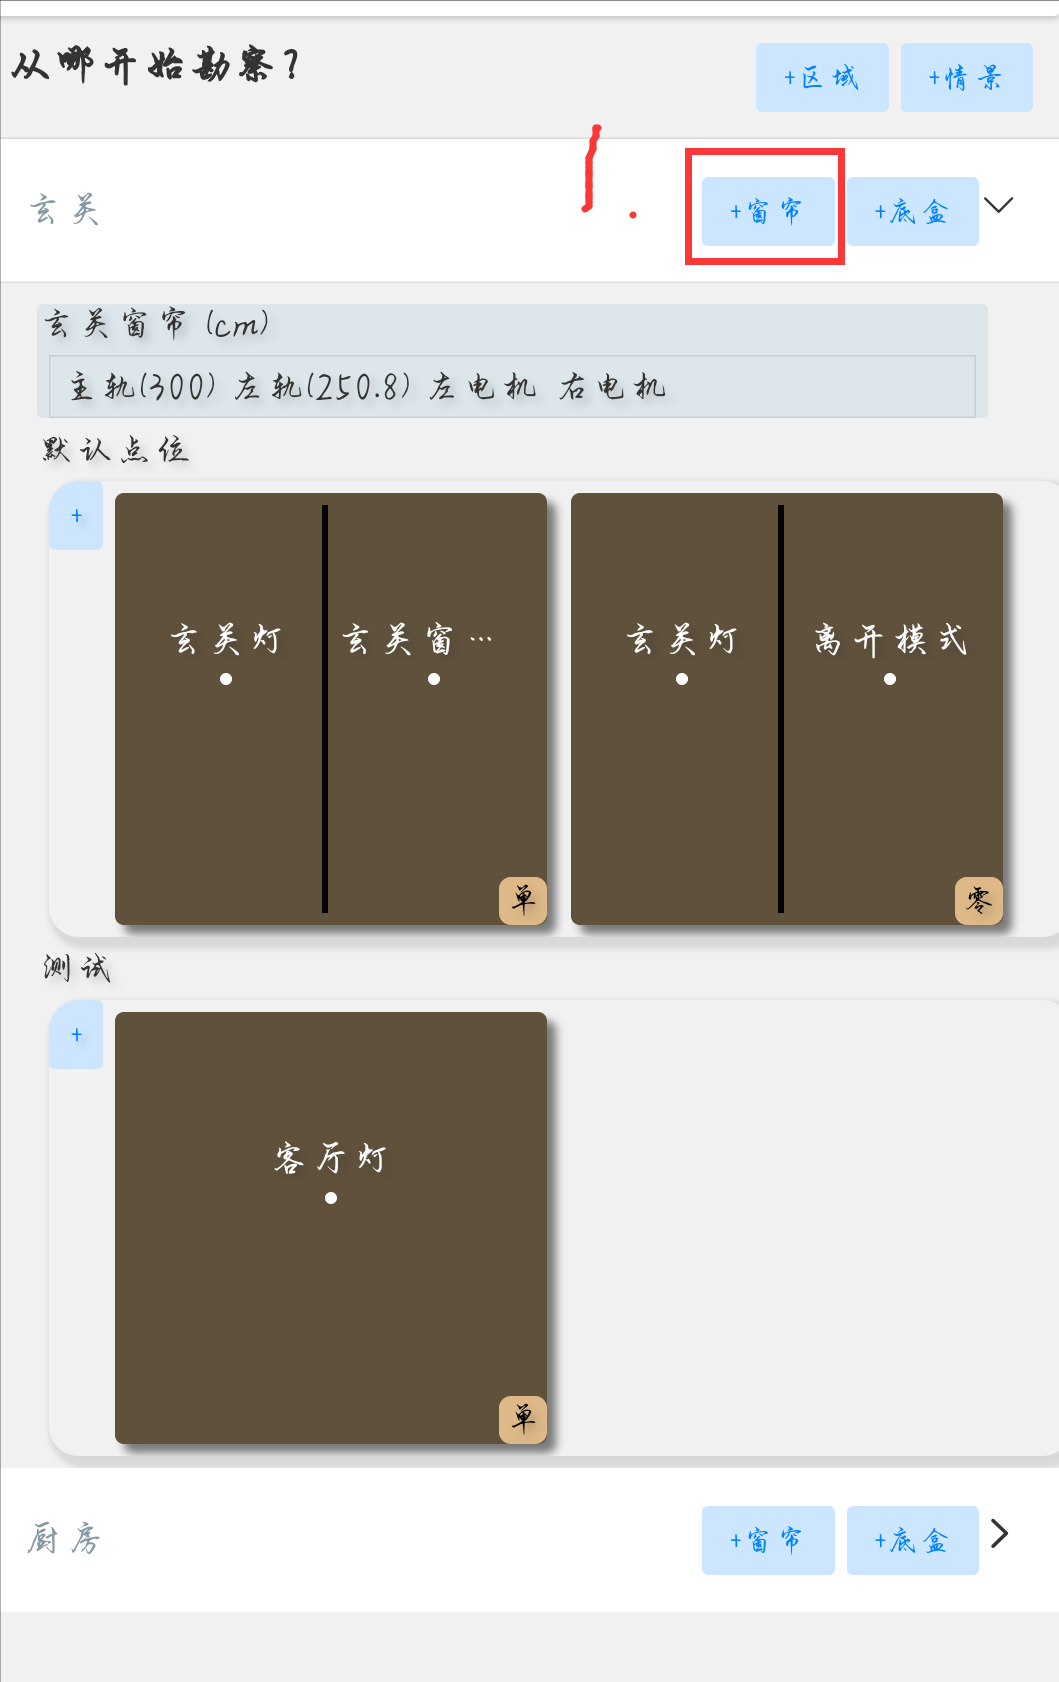 从哪开始勘察?
+区域 +情景
1.
玄关 +窗帘 +底盒
玄关窗帘 (cm)
主轨(300) 左轨(250.8) 左电机 右电机
默认点位
+
玄关灯 玄关窗…
单
玄关灯 离开模式
零
测试
+
客厅灯
单
厨房 +窗帘 +底盒